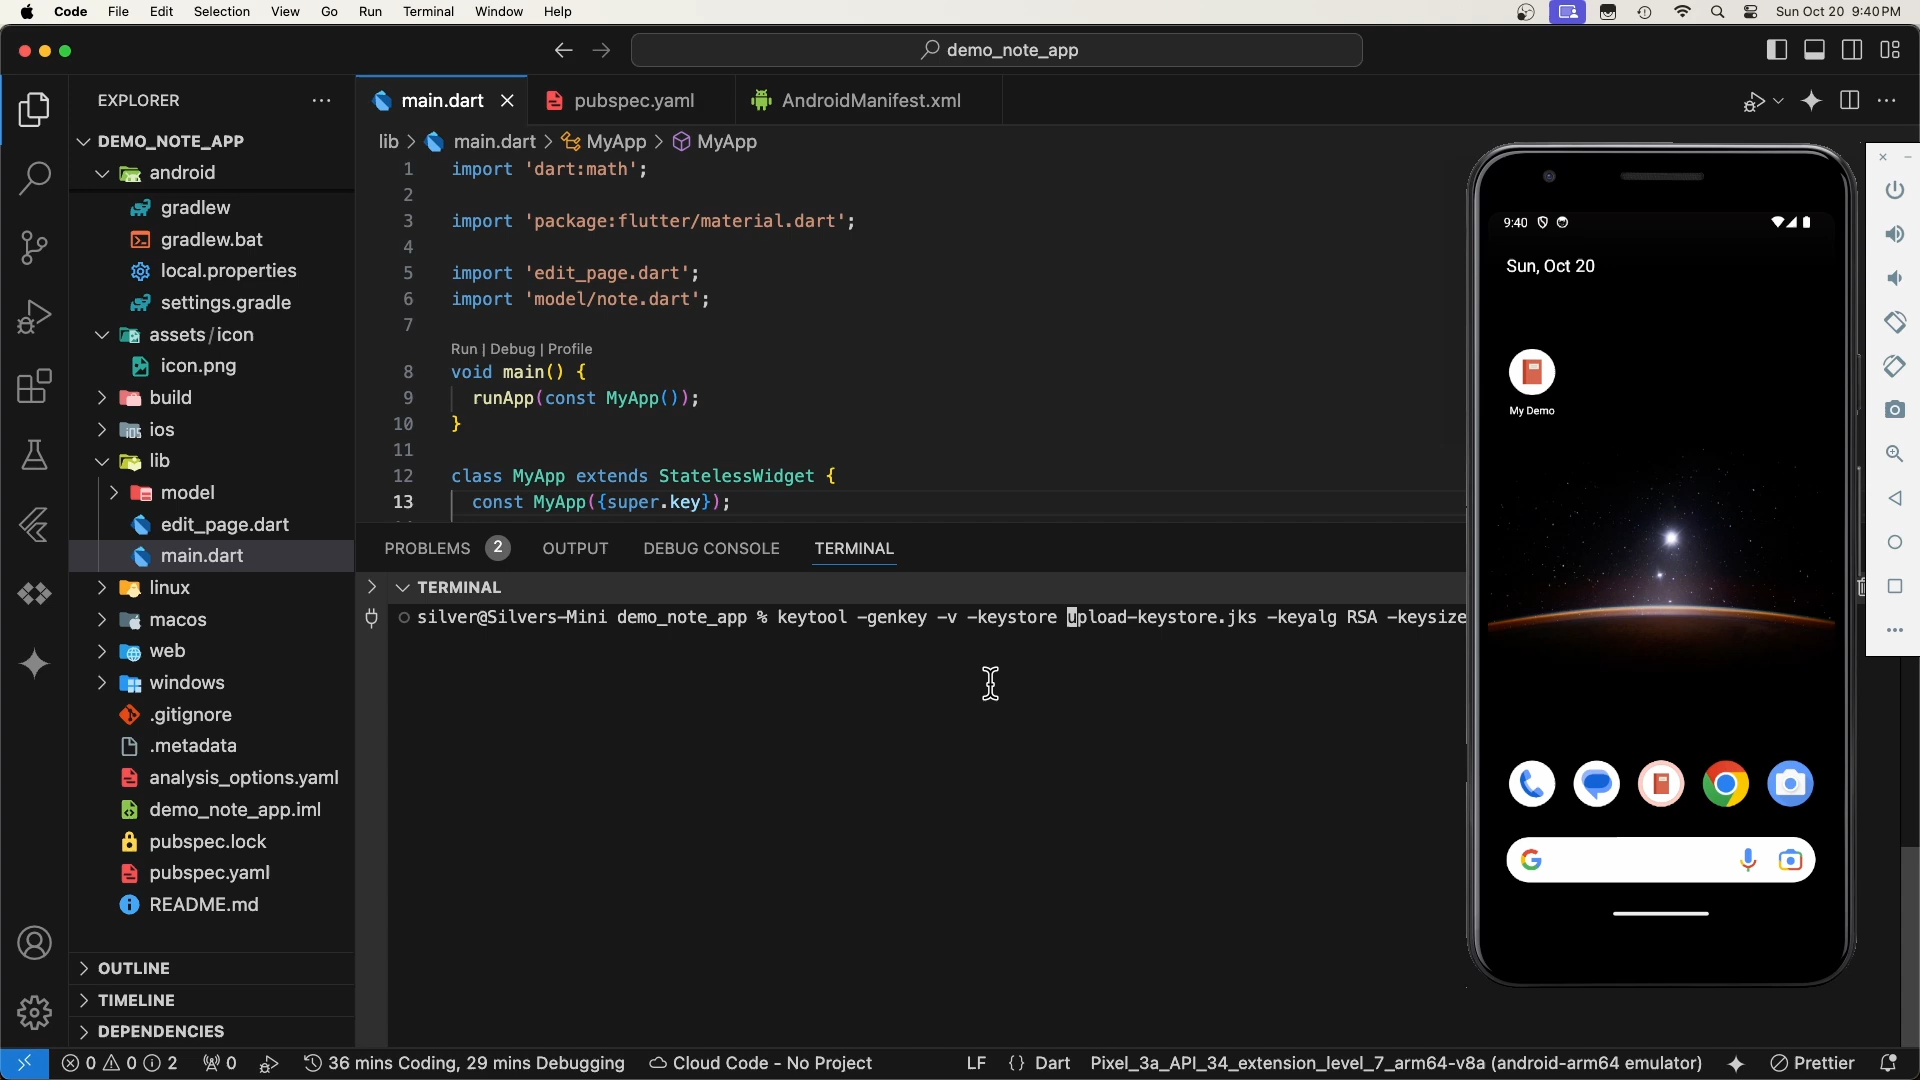 Code File Edit Selection View Go Run Terminal Window Help Sun Oct 20 9:40 PM
demo_note_app
EXPLORER
main.dart
pubspec.yaml
AndroidManifest.xml
DEMO_NOTE_APP
android
gradlew
gradlew.bat
local.properties
settings.gradle
assets/icon
icon.png
build
ios
lib
model
edit_page.dart
main.dart
linux
macos
web
windows
.gitignore
.metadata
analysis_options.yaml
demo_note_app.iml
pubspec.lock
pubspec.yaml
README.md
OUTLINE
TIMELINE
DEPENDENCIES
lib > main.dart > MyApp > MyApp
1 import 'dart:math';
2
3 import 'package:flutter/material.dart';
4
5 import 'edit_page.dart';
6 import 'model/note.dart';
7
Run | Debug | Profile
8 void main() {
9 runApp(const MyApp());
10 }
11
12 class MyApp extends StatelessWidget {
13 const MyApp({super.key});
PROBLEMS 2 OUTPUT DEBUG CONSOLE TERMINAL
TERMINAL
silver@Silvers-Mini demo_note_app % keytool -genkey -v -keystore upload-keystore.jks -keyalg RSA -keysize
9:40
Sun, Oct 20
My Demo
0 0 2 0 36 mins Coding, 29 mins Debugging Cloud Code - No Project LF {} Dart Pixel_3a_API_34_extension_level_7_arm64-v8a (android-arm64 emulator) Prettier